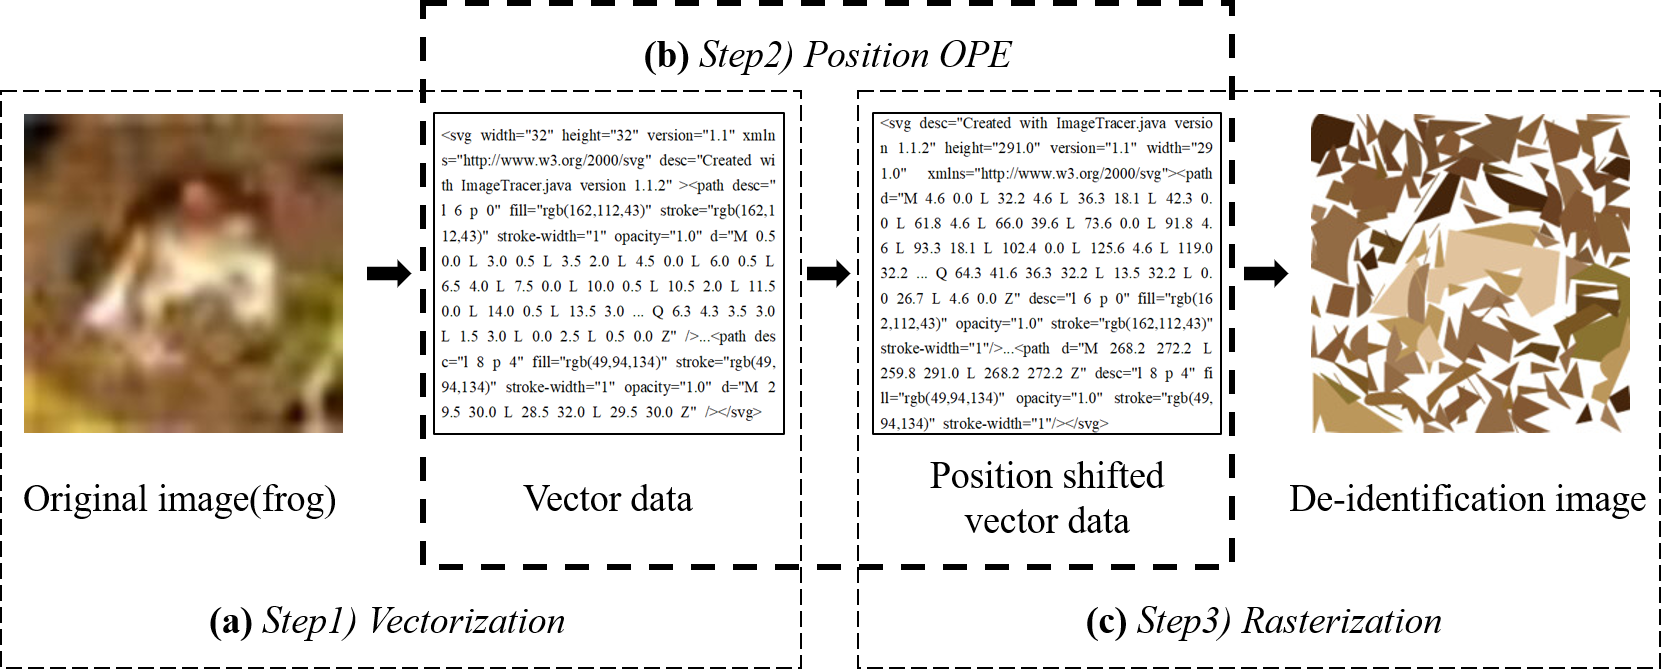 (b) Step2) Position OPE
<svg width="32" height="32" version="1.1" xmln
s="http://www.w3.org/2000/svg" desc="Created wi
th ImageTracer.java version 1.1.2" ><path desc="
l 6 p 0" fill="rgb(162,112,43)" stroke="rgb(162,1
12,43)" stroke-width="1" opacity="1.0" d="M 0.5
0.0 L 3.0 0.5 L 3.5 2.0 L 4.5 0.0 L 6.0 0.5 L
6.5 4.0 L 7.5 0.0 L 10.0 0.5 L 10.5 2.0 L 11.5
0.0 L 14.0 0.5 L 13.5 3.0 ... Q 6.3 4.3 3.5 3.0
L 1.5 3.0 L 0.0 2.5 L 0.5 0.0 Z" />...<path des
c="l 8 p 4" fill="rgb(49,94,134)" stroke="rgb(49,
94,134)" stroke-width="1" opacity="1.0" d="M 2
9.5 30.0 L 28.5 32.0 L 29.5 30.0 Z" /></svg>
<svg desc="Created with ImageTracer.java versio
n 1.1.2" height="291.0" version="1.1" width="29
1.0" xmlns="http://www.w3.org/2000/svg"><path
d="M 4.6 0.0 L 32.2 4.6 L 36.3 18.1 L 42.3 0.
0 L 61.8 4.6 L 66.0 39.6 L 73.6 0.0 L 91.8 4.
6 L 93.3 18.1 L 102.4 0.0 L 125.6 4.6 L 119.0
32.2 ... Q 64.3 41.6 36.3 32.2 L 13.5 32.2 L 0.
0 26.7 L 4.6 0.0 Z" desc="l 6 p 0" fill="rgb(16
2,112,43)" opacity="1.0" stroke="rgb(162,112,43)"
stroke-width="1"/>...<path d="M 268.2 272.2 L
259.8 291.0 L 268.2 272.2 Z" desc="l 8 p 4" fi
ll="rgb(49,94,134)" opacity="1.0" stroke="rgb(49,
94,134)" stroke-width="1"/></svg>
Original image(frog)
Vector data
Position shifted
vector data
De-identification image
(a) Step1) Vectorization
(c) Step3) Rasterization